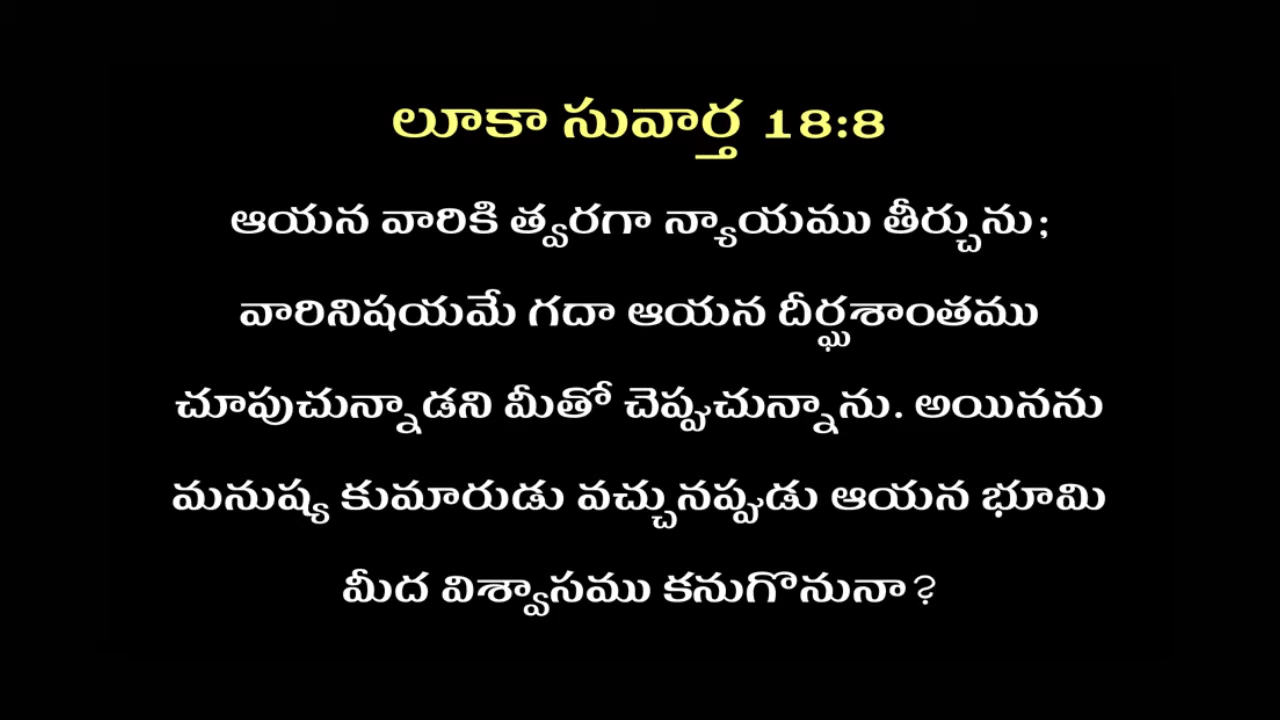 లూకా సువార్త 18:8
ఆయన వారికి త్వరగా న్యాయము తీర్చును;
వారినిషయమే గదా ఆయన దీర్ఘశాంతము
చూపుచున్నాడని మీతో చెప్పుచున్నాను. అయినను
మనుష్య కుమారుడు వచ్చునప్పుడు ఆయన భూమి
మీద విశ్వాసము కనుగొనునా?